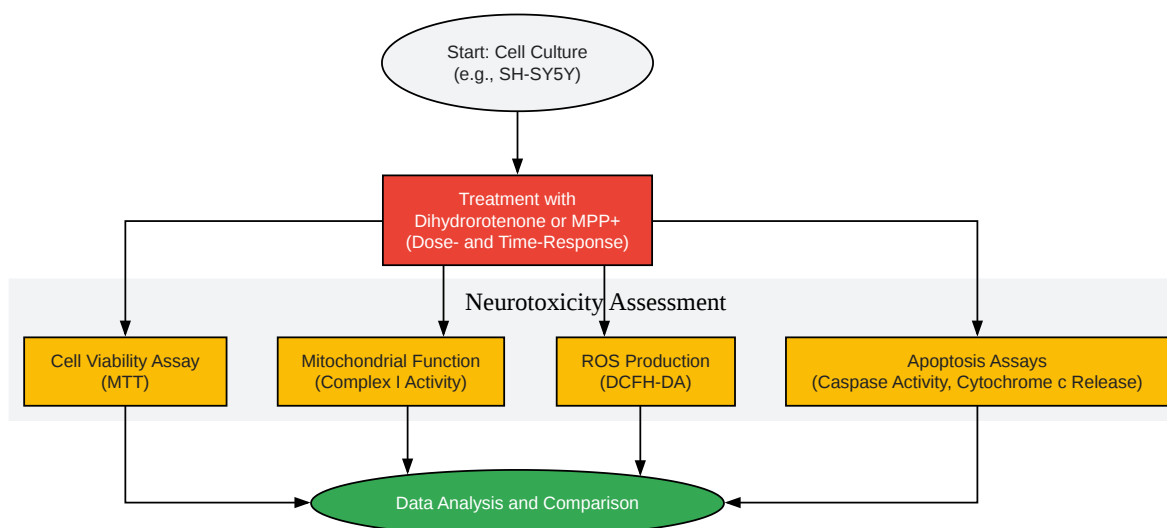 Start: Cell Culture
(e.g., SH-SY5Y)
Treatment with
Dihydrorotenone or MPP+
(Dose- and Time-Response)
Neurotoxicity Assessment
Cell Viability Assay
(MTT)
Mitochondrial Function
(Complex I Activity)
ROS Production
(DCFH-DA)
Apoptosis Assays
(Caspase Activity, Cytochrome c Release)
Data Analysis and Comparison